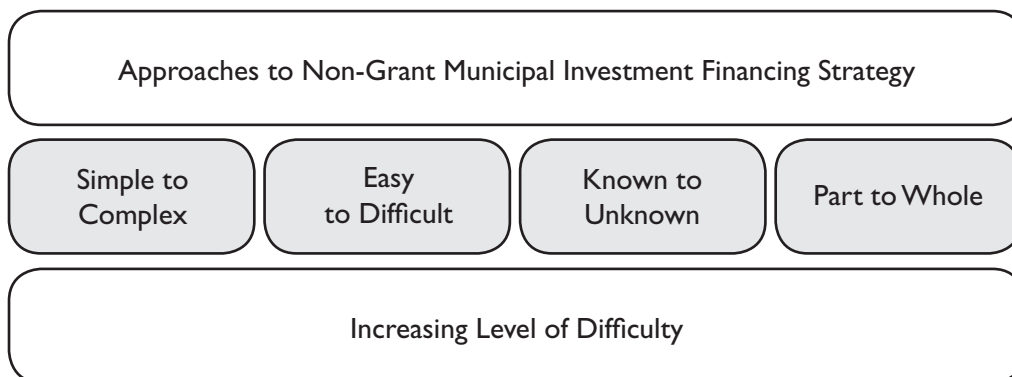 Approaches to Non-Grant Municipal Investment Financing Strategy
Simple to
Complex
Easy
to Difficult
Known to
Unknown
Part to Whole
Increasing Level of Difficulty